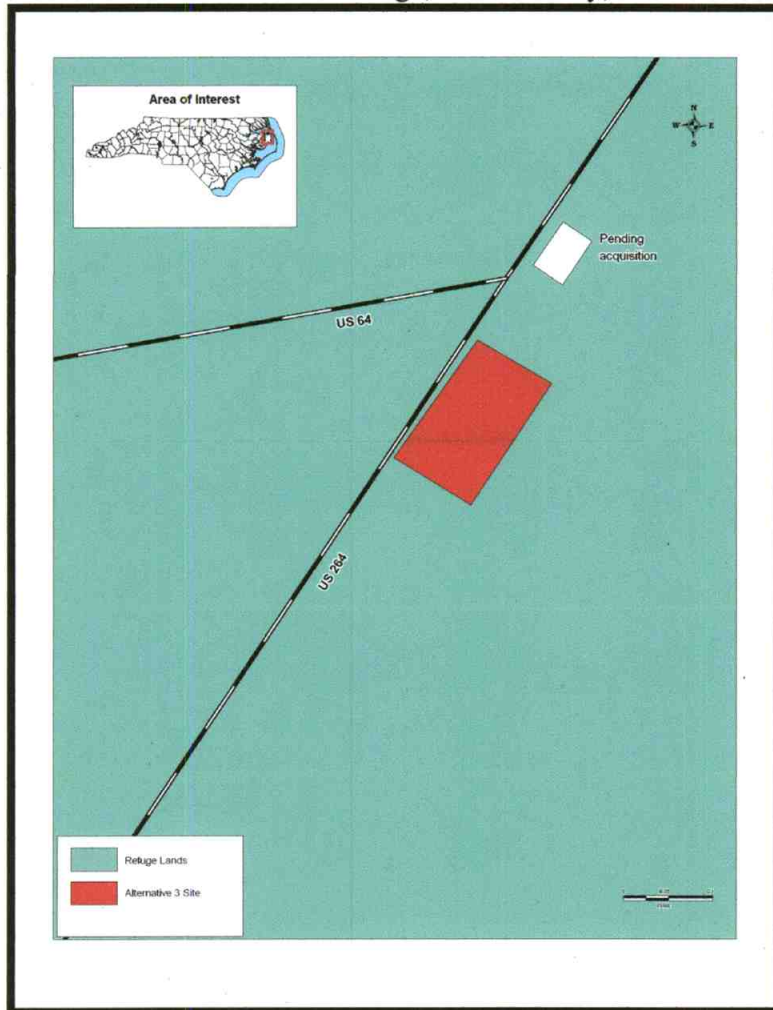 Area of Interest
N
W E
S
Pending
acquisition
US 64
US 264
Refuge Lands
Alternative 3 Site